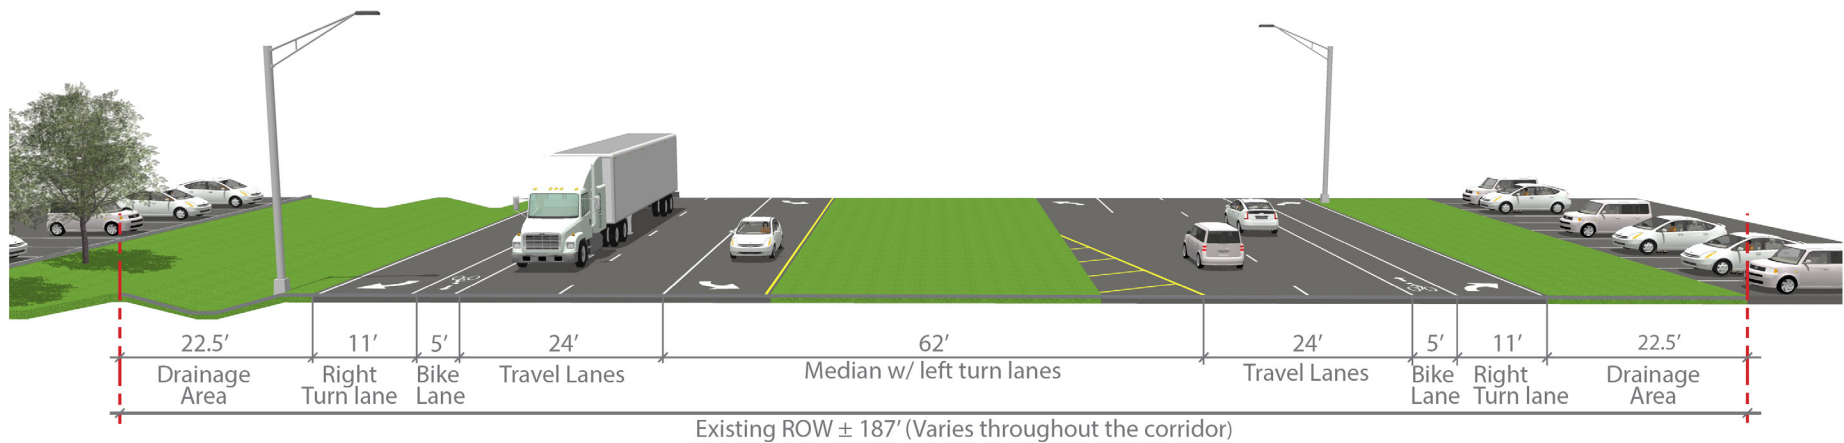 22.5’ 11’ 5’ 24’ 62’ 24’ 5’ 11’ 22.5’
Drainage Area
Right Turn lane
Bike Lane
Travel Lanes
Median w/ left turn lanes
Travel Lanes
Bike Lane
Right Turn lane
Drainage Area
Existing ROW ± 187’ (Varies throughout the corridor)